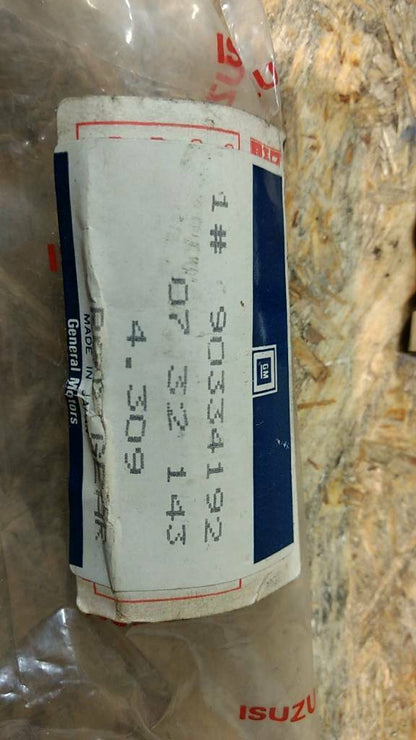 ISUZU
GM
1# 90334192
07 32 143
4.309
MADE IN
General Motors
ISUZU